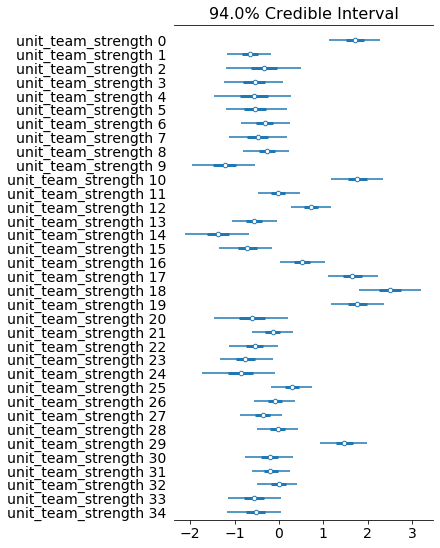 94.0% Credible Interval
unit_team_strength 0
unit_team_strength 1
unit_team_strength 2
unit_team_strength 3
unit_team_strength 4
unit_team_strength 5
unit_team_strength 6
unit_team_strength 7
unit_team_strength 8
unit_team_strength 9
unit_team_strength 10
unit_team_strength 11
unit_team_strength 12
unit_team_strength 13
unit_team_strength 14
unit_team_strength 15
unit_team_strength 16
unit_team_strength 17
unit_team_strength 18
unit_team_strength 19
unit_team_strength 20
unit_team_strength 21
unit_team_strength 22
unit_team_strength 23
unit_team_strength 24
unit_team_strength 25
unit_team_strength 26
unit_team_strength 27
unit_team_strength 28
unit_team_strength 29
unit_team_strength 30
unit_team_strength 31
unit_team_strength 32
unit_team_strength 33
unit_team_strength 34
−2 −1 0 1 2 3